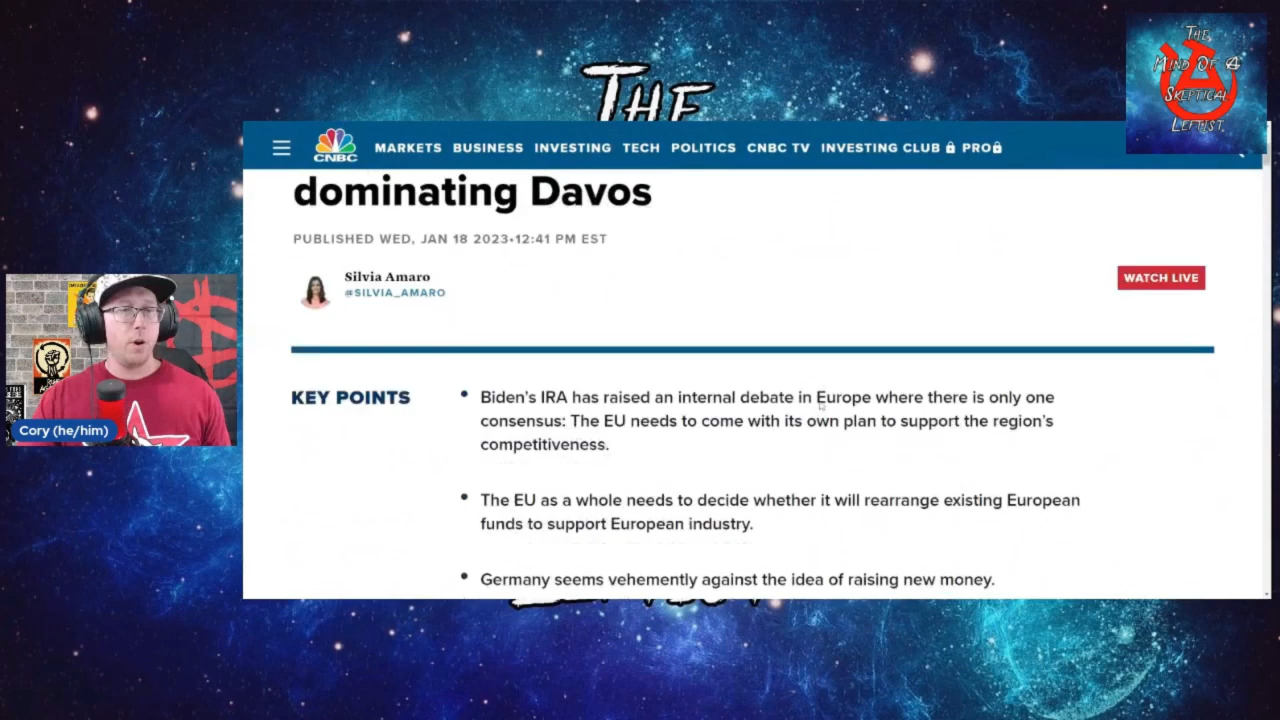 THE
THE
MIND OF A
SKEPTICAL
LEFTIST
CNBC
MARKETS BUSINESS INVESTING TECH POLITICS CNBC TV INVESTING CLUB PRO
dominating Davos
PUBLISHED WED, JAN 18 2023•12:41 PM EST
Silvia Amaro
@SILVIA_AMARO
WATCH LIVE
KEY POINTS
• Biden's IRA has raised an internal debate in Europe where there is only one
consensus: The EU needs to come with its own plan to support the region's
competitiveness.
• The EU as a whole needs to decide whether it will rearrange existing European
funds to support European industry.
• Germany seems vehemently against the idea of raising new money.
Cory (he/him)